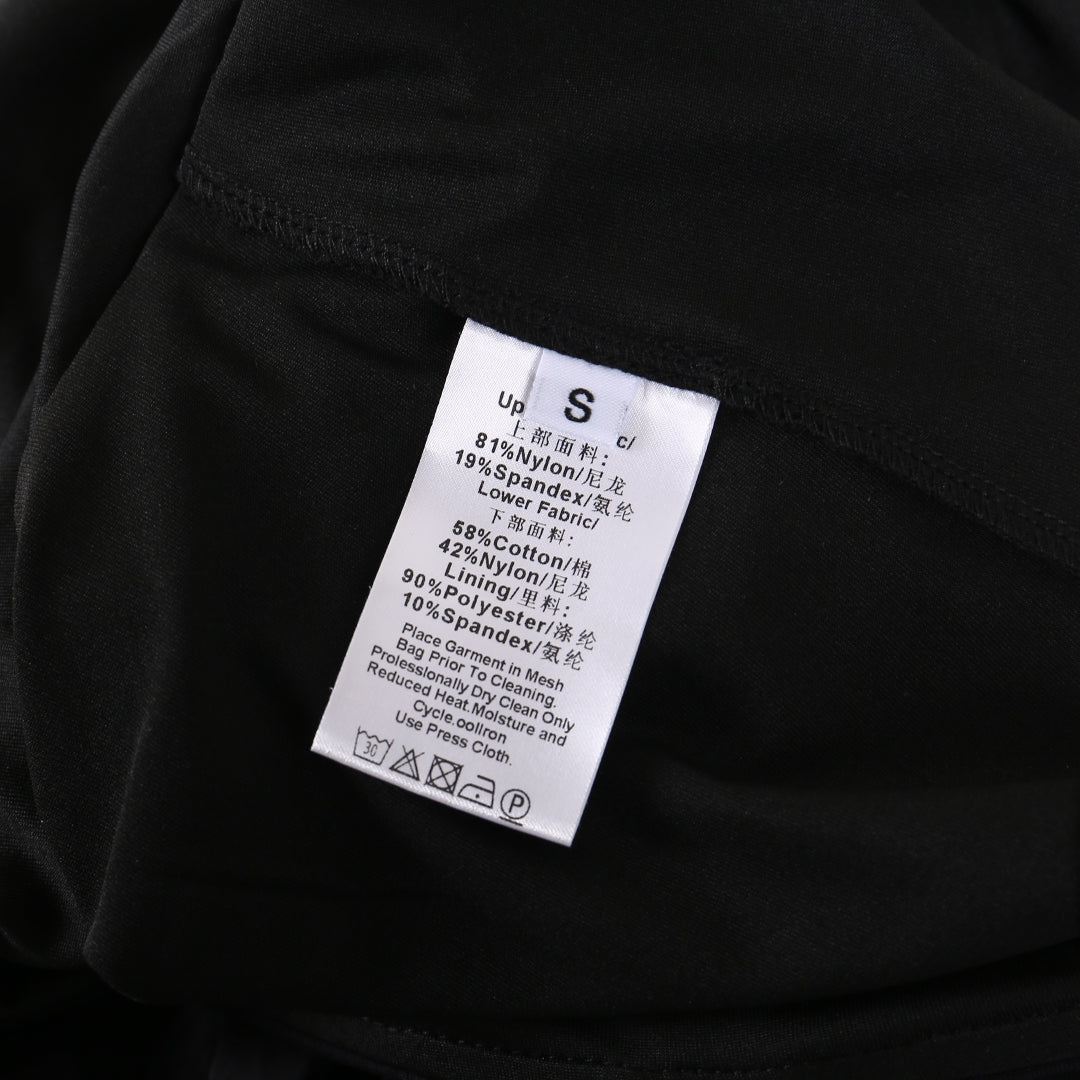 S
Up c/
上部面料:
81%Nylon/尼龙
19%Spandex/氨纶
Lower Fabric/
下部面料:
58%Cotton/棉
42%Nylon/尼龙
Lining/里料:
90%Polyester/涤纶
10%Spandex/氨纶
Place Garment in Mesh
Bag Prior To Cleaning.
Prolessionally Dry Clean Only
Reduced Heat.Moisture and
Cycle.oolIron
Use Press Cloth.
30
P